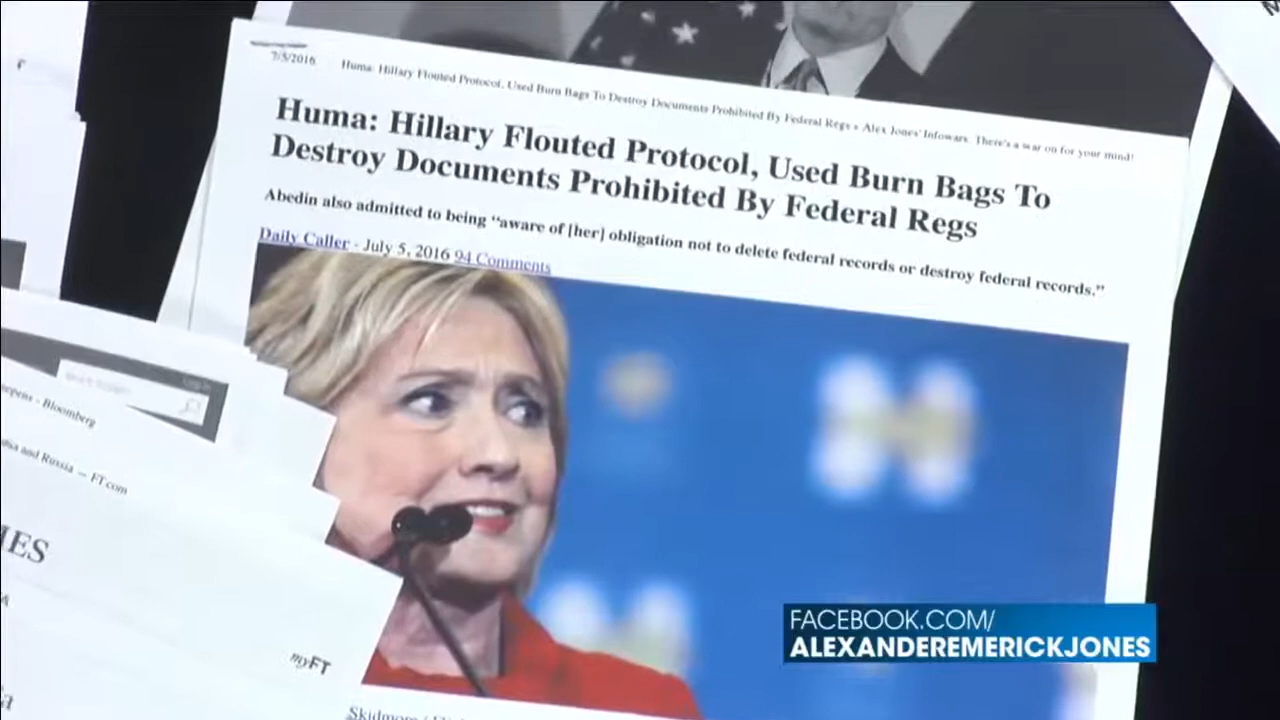 7/5/2016 Huma: Hillary Flouted Protocol, Used Burn Bags To Destroy Documents Prohibited By Federal Regs » Alex Jones' Infowars: There's a war on for your mind!
Huma: Hillary Flouted Protocol, Used Burn Bags To
Destroy Documents Prohibited By Federal Regs
Abedin also admitted to being “aware of [her] obligation not to delete federal records or destroy federal records.”
Daily Caller - July 5, 2016 94 Comments
- Bloomberg
and Russia — FT.com
myFT
FACEBOOK.COM/
ALEXANDEREMERICKJONES